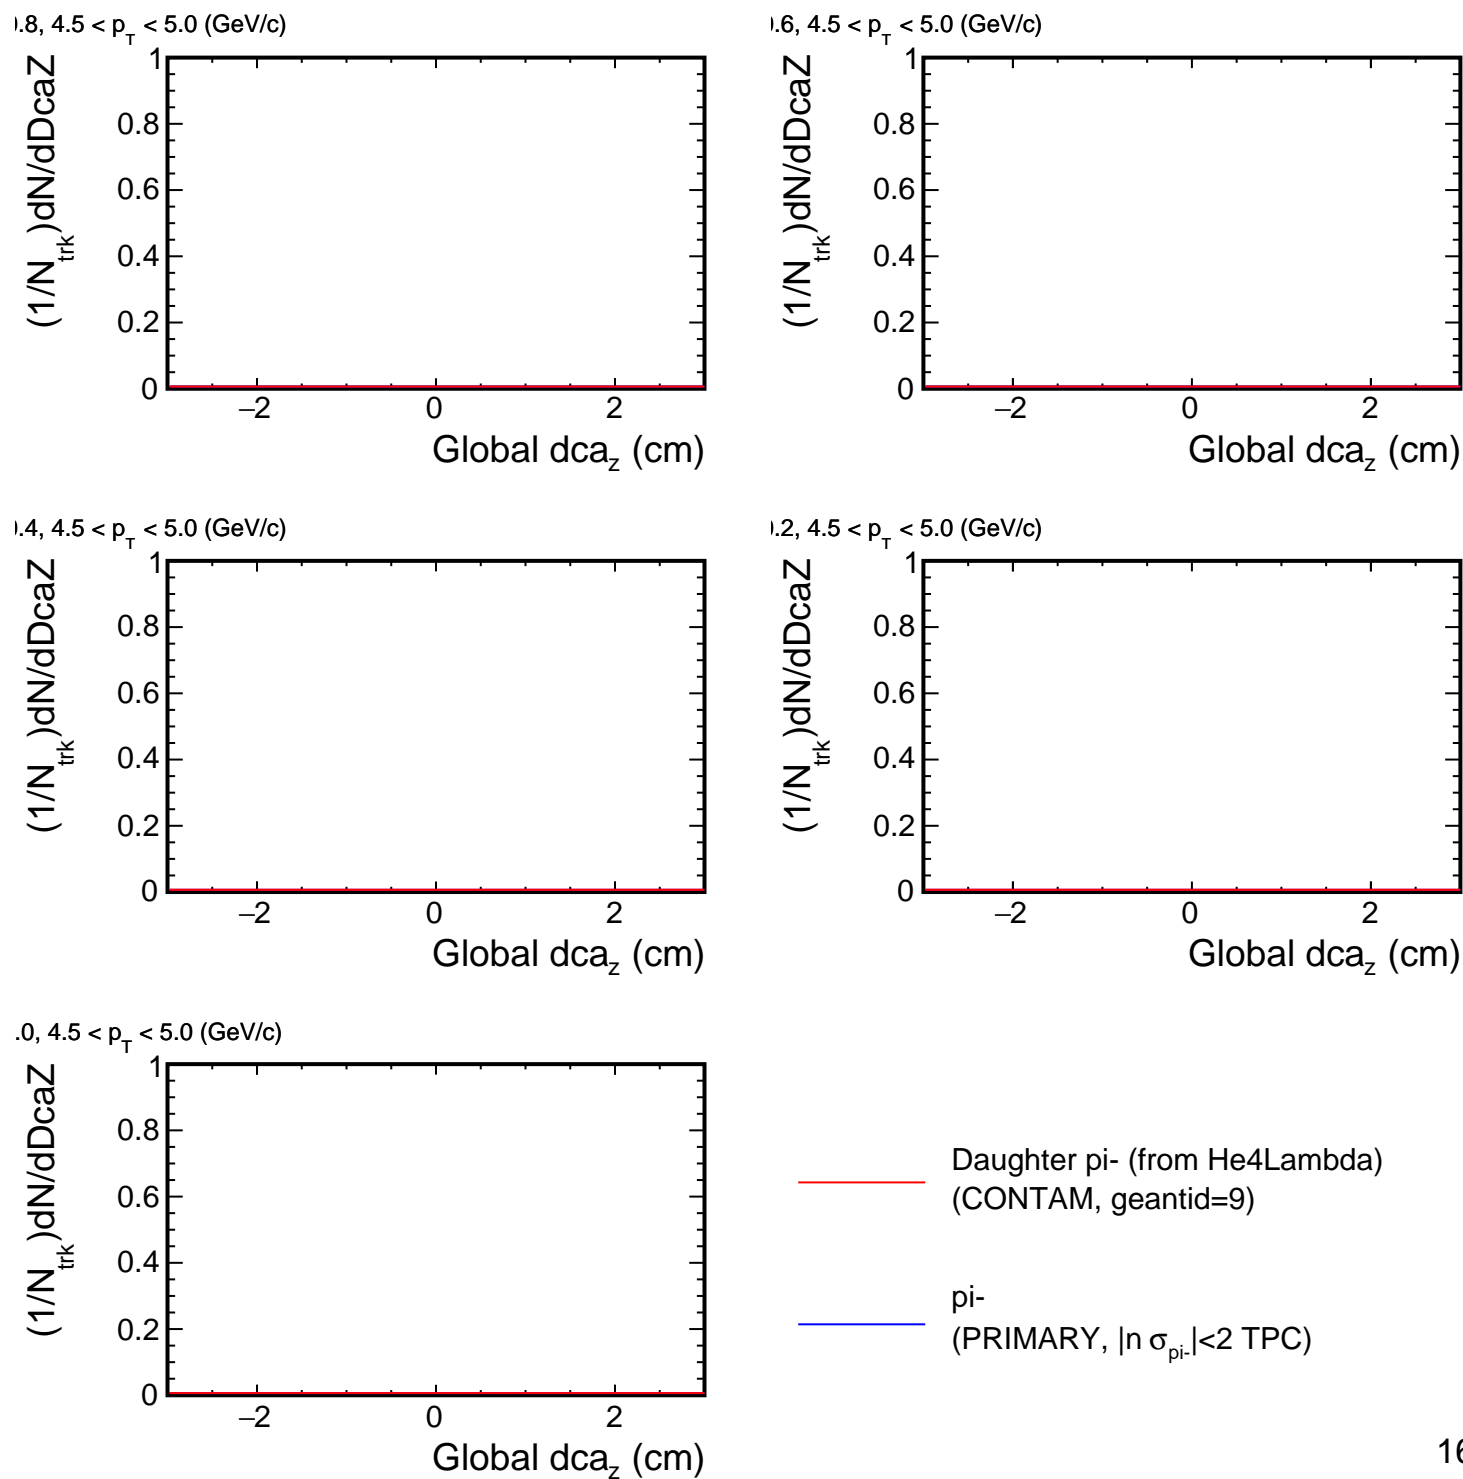 .8, 4.5 < p_T < 5.0 (GeV/c)
(1/N_trk)dN/dDcaZ
1
0.8
0.6
0.4
0.2
0
−2 0 2
Global dca_z (cm)
.6, 4.5 < p_T < 5.0 (GeV/c)
(1/N_trk)dN/dDcaZ
1
0.8
0.6
0.4
0.2
0
−2 0 2
Global dca_z (cm)
.4, 4.5 < p_T < 5.0 (GeV/c)
(1/N_trk)dN/dDcaZ
1
0.8
0.6
0.4
0.2
0
−2 0 2
Global dca_z (cm)
.2, 4.5 < p_T < 5.0 (GeV/c)
(1/N_trk)dN/dDcaZ
1
0.8
0.6
0.4
0.2
0
−2 0 2
Global dca_z (cm)
.0, 4.5 < p_T < 5.0 (GeV/c)
(1/N_trk)dN/dDcaZ
1
0.8
0.6
0.4
0.2
0
−2 0 2
Global dca_z (cm)
Daughter pi- (from He4Lambda)
(CONTAM, geantid=9)
pi-
(PRIMARY, |n σ_pi-|<2 TPC)